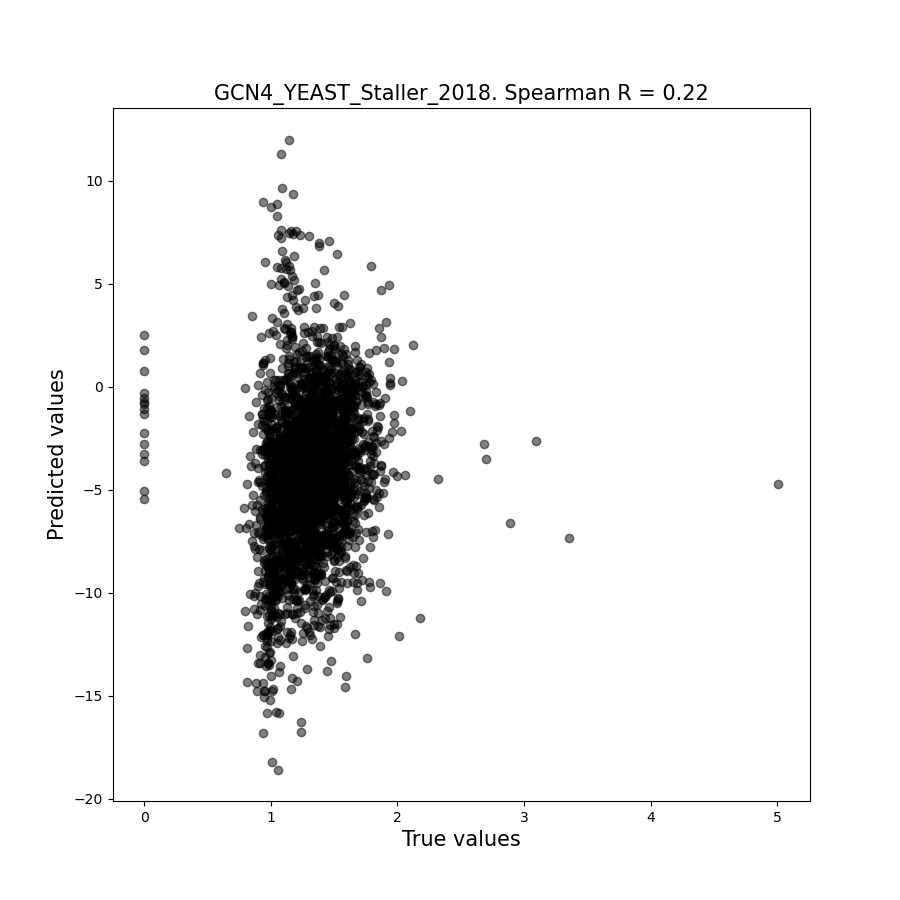 GCN4_YEAST_Staller_2018. Spearman R = 0.22
10
5
0
−5
−10
−15
−20
Predicted values
0 1 2 3 4 5
True values